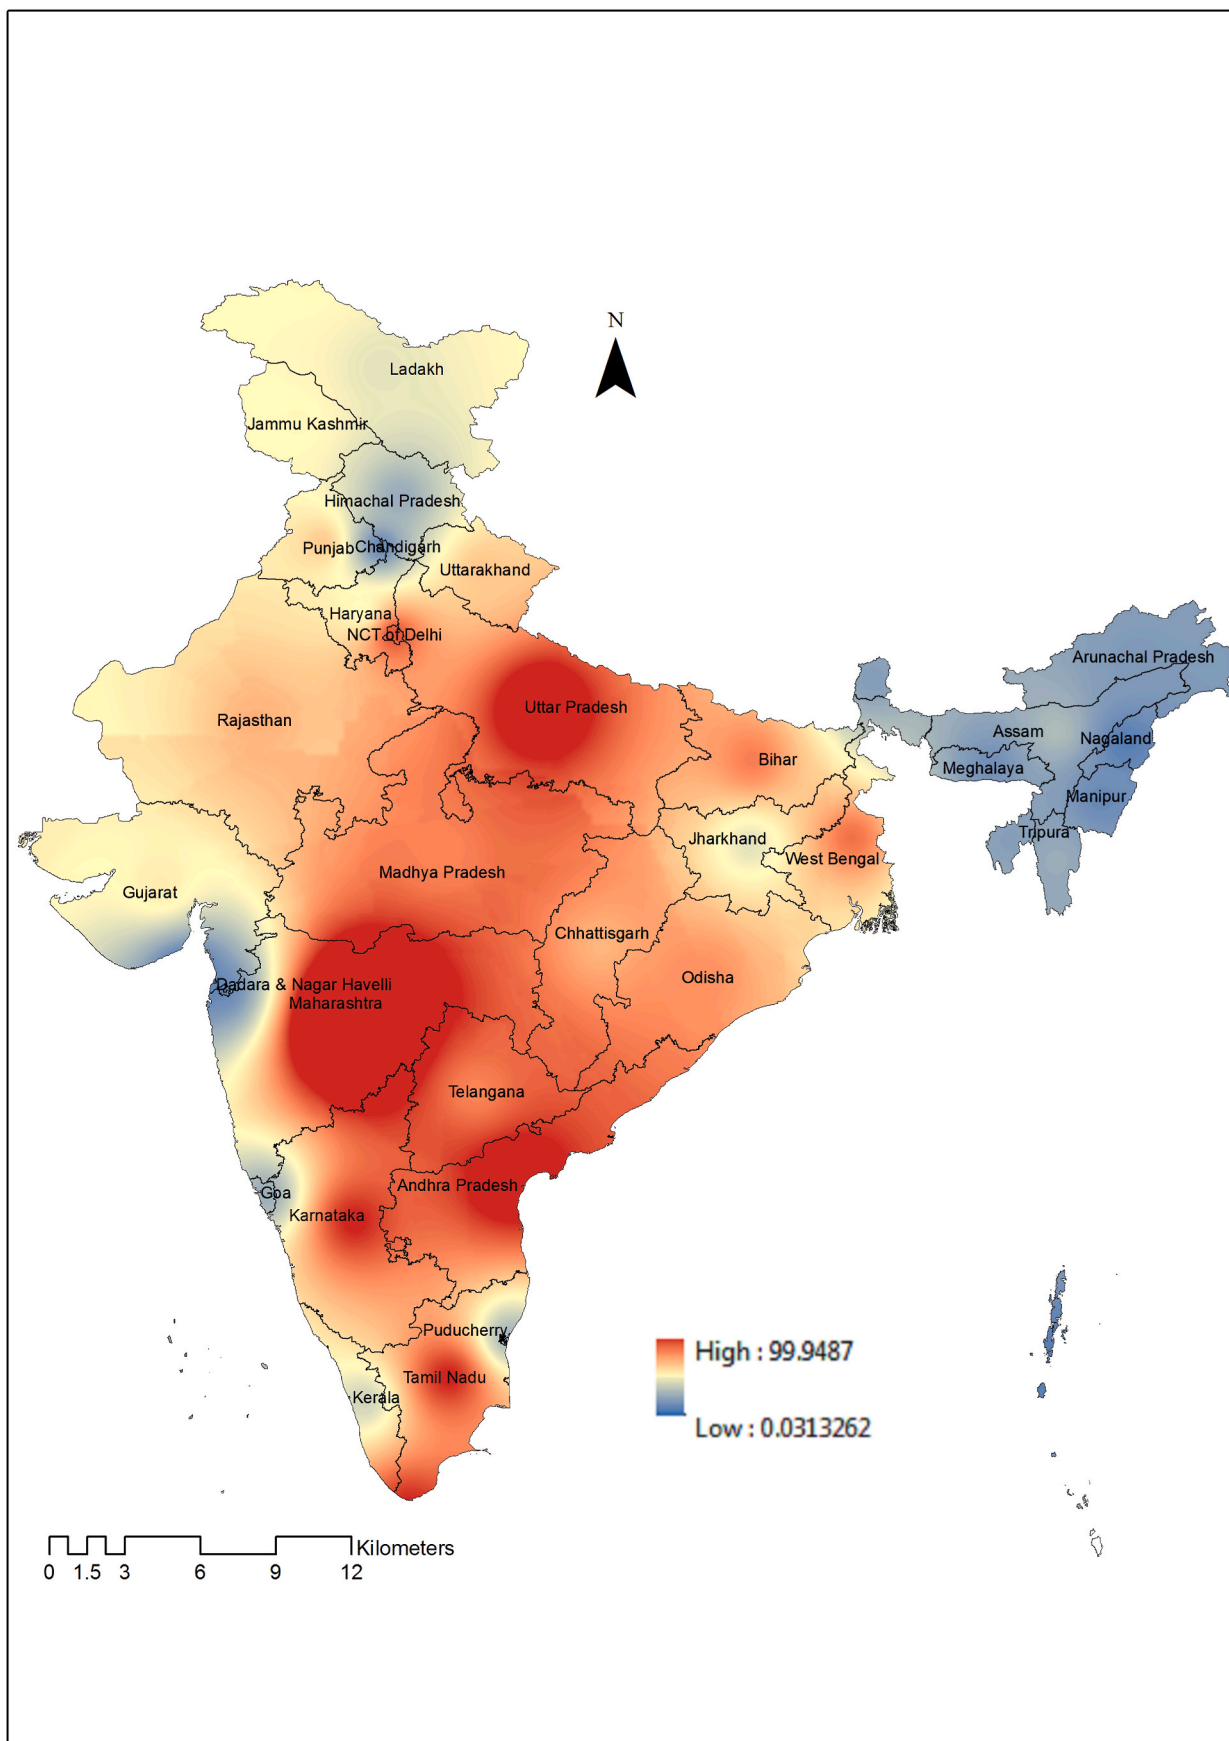 N
Ladakh
Jammu Kashmir
Himachal Pradesh
Punjab
Chandigarh
Uttarakhand
Haryana
NCT of Delhi
Arunachal Pradesh
Uttar Pradesh
Rajasthan
Assam
Nagaland
Bihar
Meghalaya
Manipur
Tripura
Jharkhand
West Bengal
Madhya Pradesh
Gujarat
Chhattisgarh
Odisha
Dadara & Nagar Havelli
Maharashtra
Telangana
Andhra Pradesh
Goa
Karnataka
Puducherry
Tamil Nadu
Kerala
High : 99.9487
Low : 0.0313262
Kilometers
0 1.5 3 6 9 12